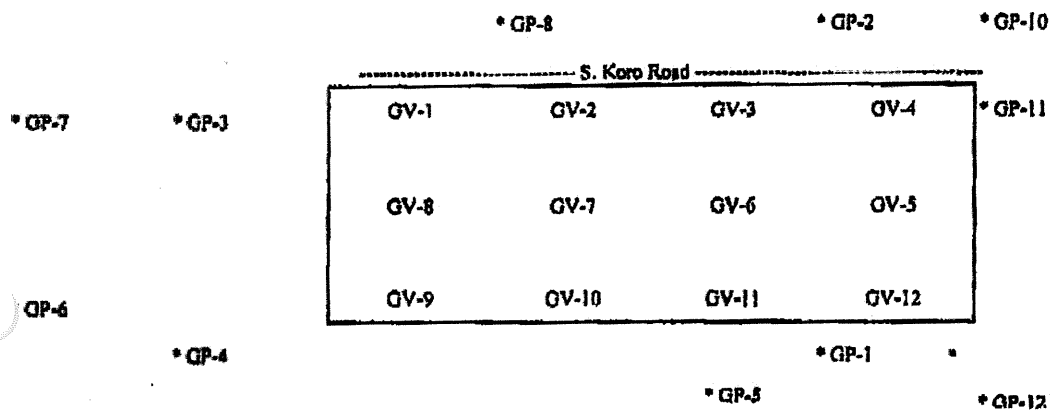 * GP-8 * GP-2 * GP-10
S. Koro Road
* GP-7 * GP-3 GV-1 GV-2 GV-3 GV-4 * GP-11
GV-8 GV-7 GV-6 GV-5
GP-6 GV-9 GV-10 GV-11 GV-12
* GP-4 * GP-1 *
* GP-5 * GP-12